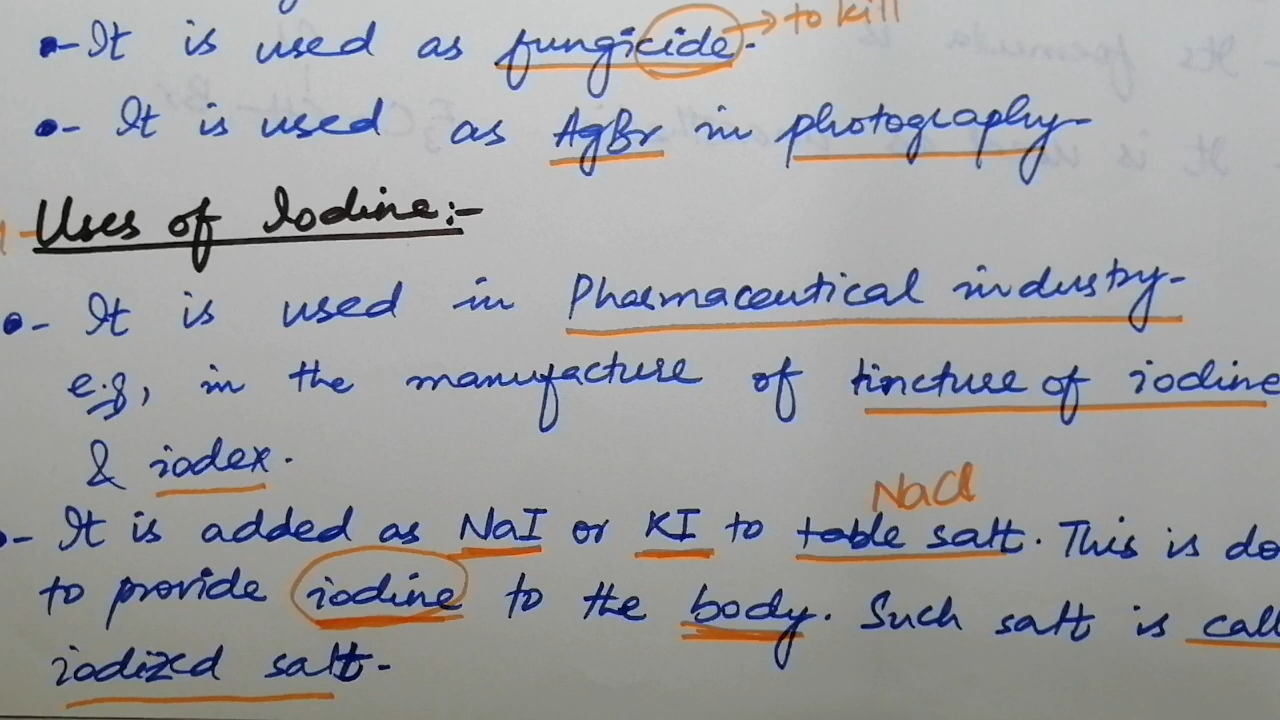 •- It is used as fungicide. → to kill
•- It is used as AgBr in photography-
Uses of Iodine:-
•- It is used in Pharmaceutical industry-
e.g, in the manufacture of tincture of iodine
& iodex.
NaCl
•- It is added as NaI or KI to table salt. This is do
to provide iodine to the body. Such salt is call
iodized salt-